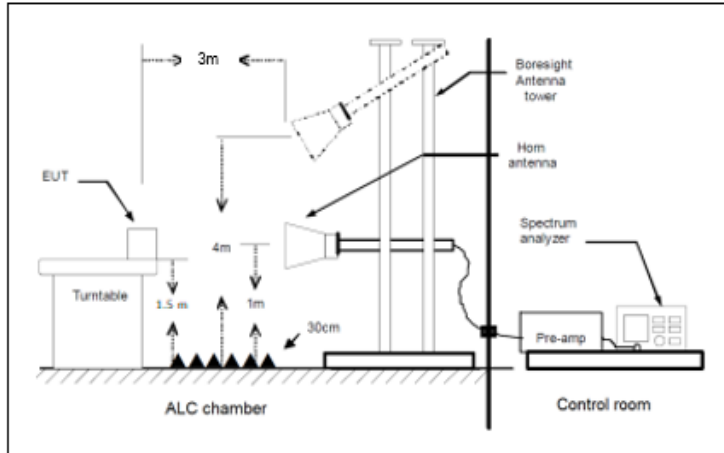 3m
Boresight
Antenna
tower
Horn
antenna
EUT
Spectrum
analyzer
4m
Turntable
1.5 m
1m
30cm
Pre-amp
ALC chamber
Control room